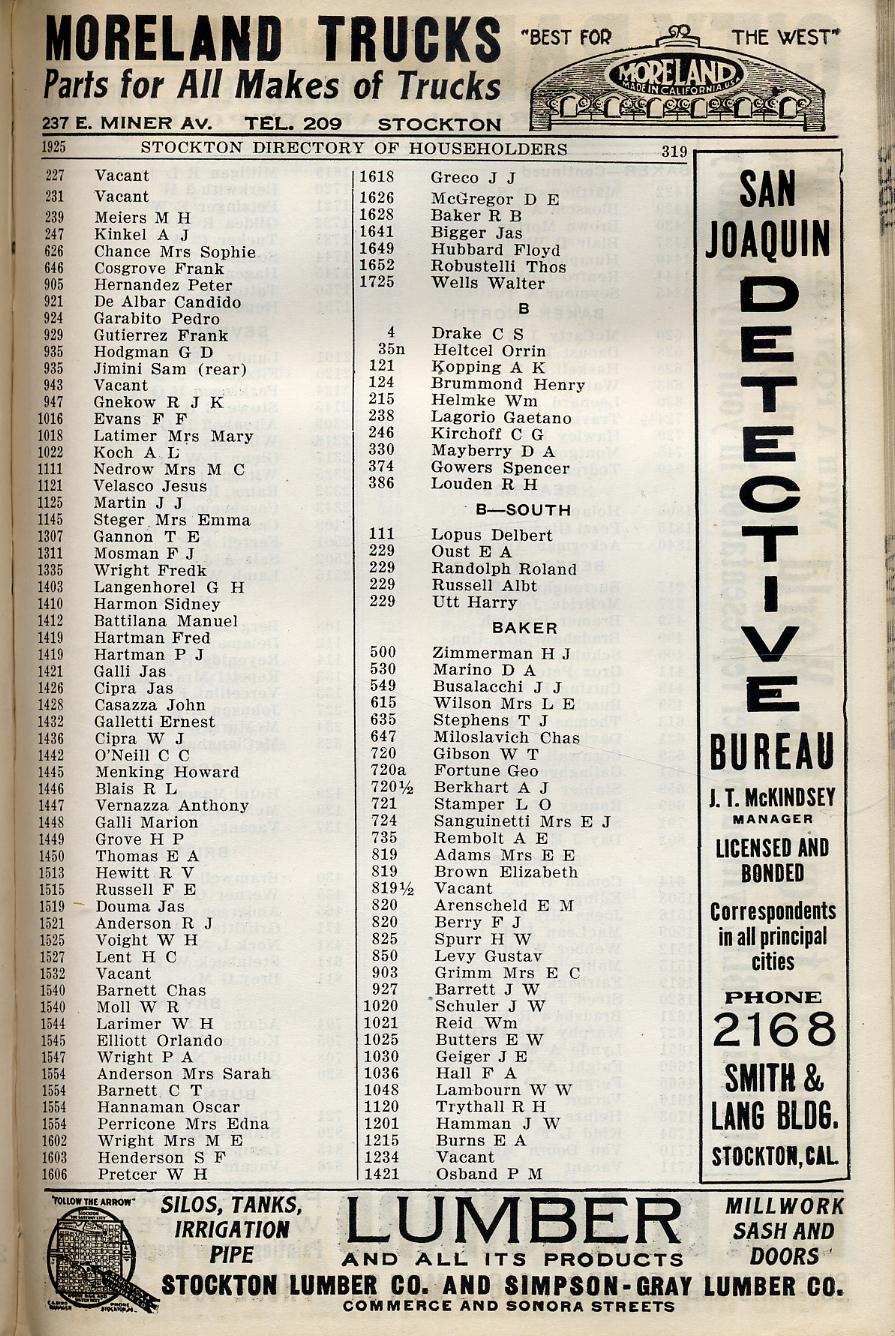 MORELAND TRUCKS
Parts for All Makes of Trucks
237 E. MINER AV. TEL. 209 STOCKTON
"BEST FOR THE WEST"
MORELAND
MADE IN CALIFORNIA. U.S.A.
1925 STOCKTON DIRECTORY OF HOUSEHOLDERS 319
227 Vacant
231 Vacant
239 Meiers M H
247 Kinkel A J
626 Chance Mrs Sophie
646 Cosgrove Frank
905 Hernandez Peter
921 De Albar Candido
924 Garabito Pedro
929 Gutierrez Frank
935 Hodgman G D
935 Jimini Sam (rear)
943 Vacant
947 Gnekow R J K
1016 Evans F F
1018 Latimer Mrs Mary
1022 Koch A L
1111 Nedrow Mrs M C
1121 Velasco Jesus
1125 Martin J J
1145 Steger Mrs Emma
1307 Gannon T E
1311 Mosman F J
1335 Wright Fredk
1403 Langenhorel G H
1410 Harmon Sidney
1412 Battilana Manuel
1419 Hartman Fred
1419 Hartman P J
1421 Galli Jas
1426 Cipra Jas
1428 Casazza John
1432 Galletti Ernest
1436 Cipra W J
1442 O'Neill C C
1445 Menking Howard
1446 Blais R L
1447 Vernazza Anthony
1448 Galli Marion
1449 Grove H P
1450 Thomas E A
1513 Hewitt R V
1515 Russell F E
1519 Douma Jas
1521 Anderson R J
1525 Voight W H
1527 Lent H C
1532 Vacant
1540 Barnett Chas
1540 Moll W R
1544 Larimer W H
1545 Elliott Orlando
1547 Wright P A
1554 Anderson Mrs Sarah
1554 Barnett C T
1554 Hannaman Oscar
1554 Perricone Mrs Edna
1602 Wright Mrs M E
1603 Henderson S F
1606 Pretcer W H
1618 Greco J J
1626 McGregor D E
1628 Baker R B
1641 Bigger Jas
1649 Hubbard Floyd
1652 Robustelli Thos
1725 Wells Walter
B
4 Drake C S
35n Heltcel Orrin
121 Kopping A K
124 Brummond Henry
215 Helmke Wm
238 Lagorio Gaetano
246 Kirchoff C G
330 Mayberry D A
374 Gowers Spencer
386 Louden R H
B—SOUTH
111 Lopus Delbert
229 Oust E A
229 Randolph Roland
229 Russell Albt
229 Utt Harry
BAKER
500 Zimmerman H J
530 Marino D A
549 Busalacchi J J
615 Wilson Mrs L E
635 Stephens T J
647 Miloslavich Chas
720 Gibson W T
720a Fortune Geo
720½ Berkhart A J
721 Stamper L O
724 Sanguinetti Mrs E J
735 Rembolt A E
819 Adams Mrs E E
819 Brown Elizabeth
819½ Vacant
820 Arenscheld E M
820 Berry F J
825 Spurr H W
850 Levy Gustav
903 Grimm Mrs E C
927 Barrett J W
1020 Schuler J W
1021 Reid Wm
1025 Butters E W
1030 Geiger J E
1036 Hall F A
1048 Lambourn W W
1120 Trythall R H
1201 Hamman J W
1215 Burns E A
1234 Vacant
1421 Osband P M
SAN
JOAQUIN
DETECTIVE
BUREAU
J. T. McKINDSEY
MANAGER
LICENSED AND
BONDED
Correspondents
in all principal
cities
PHONE
2168
SMITH &
LANG BLDG.
STOCKTON, CAL.
"FOLLOW THE ARROW"
SILOS, TANKS,
IRRIGATION
PIPE
LUMBER
AND ALL ITS PRODUCTS
MILLWORK
SASH AND
DOORS
STOCKTON LUMBER CO. AND SIMPSON-GRAY LUMBER CO.
COMMERCE AND SONORA STREETS